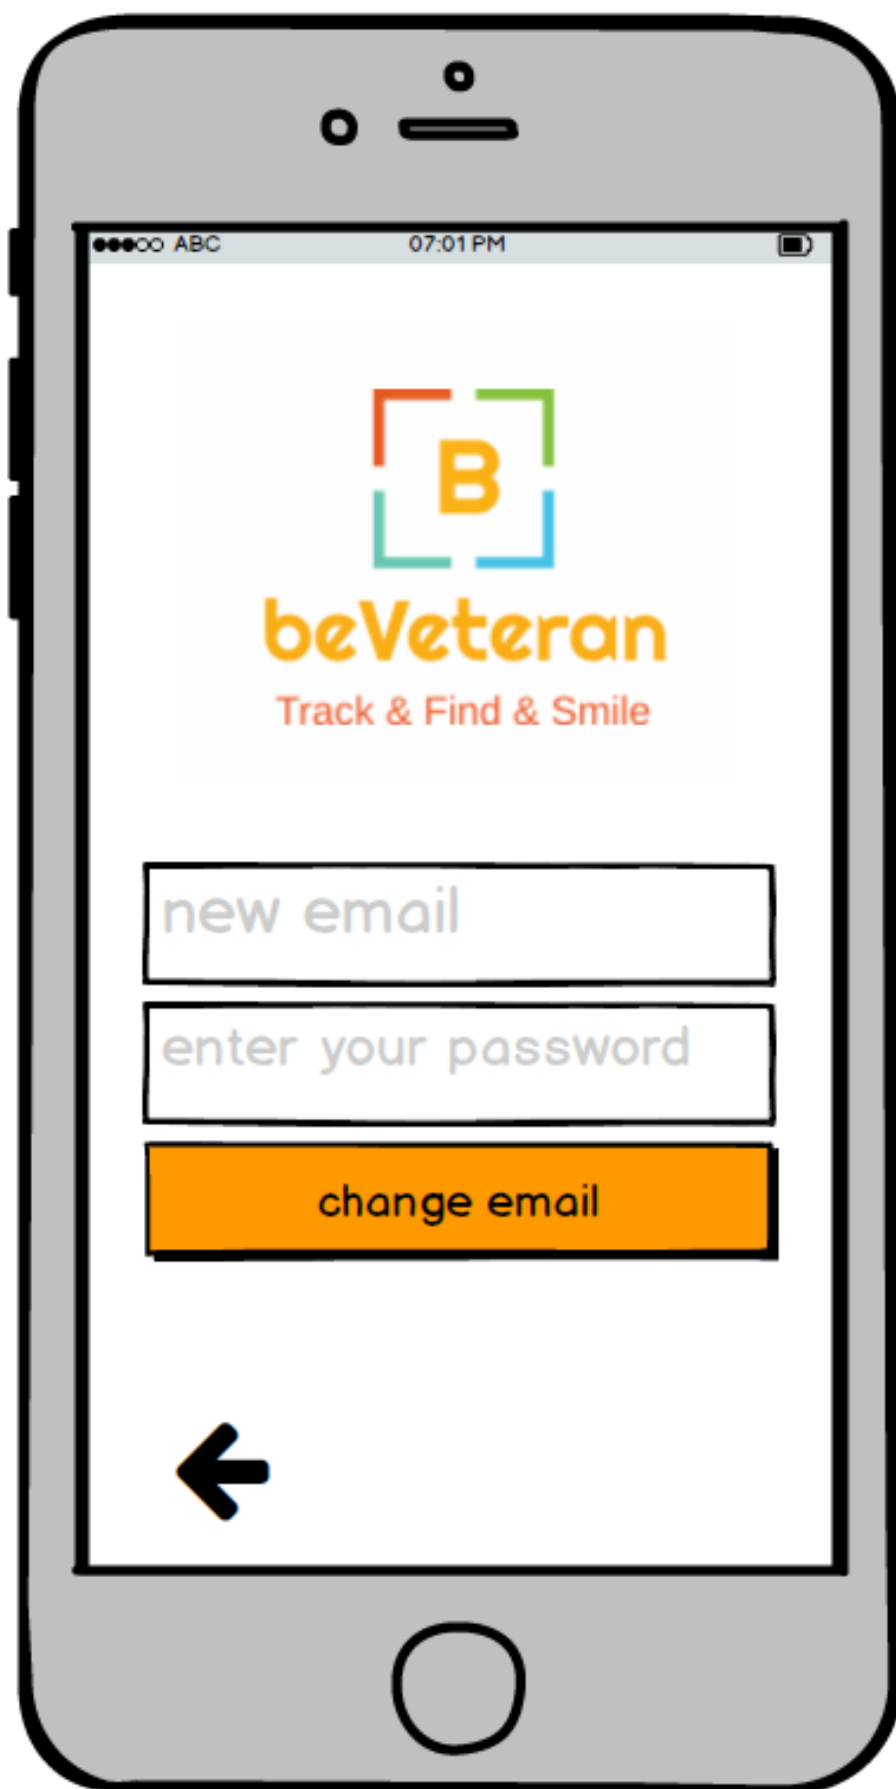 ABC 07:01 PM
B
beVeteran
Track & Find & Smile
new email
enter your password
change email